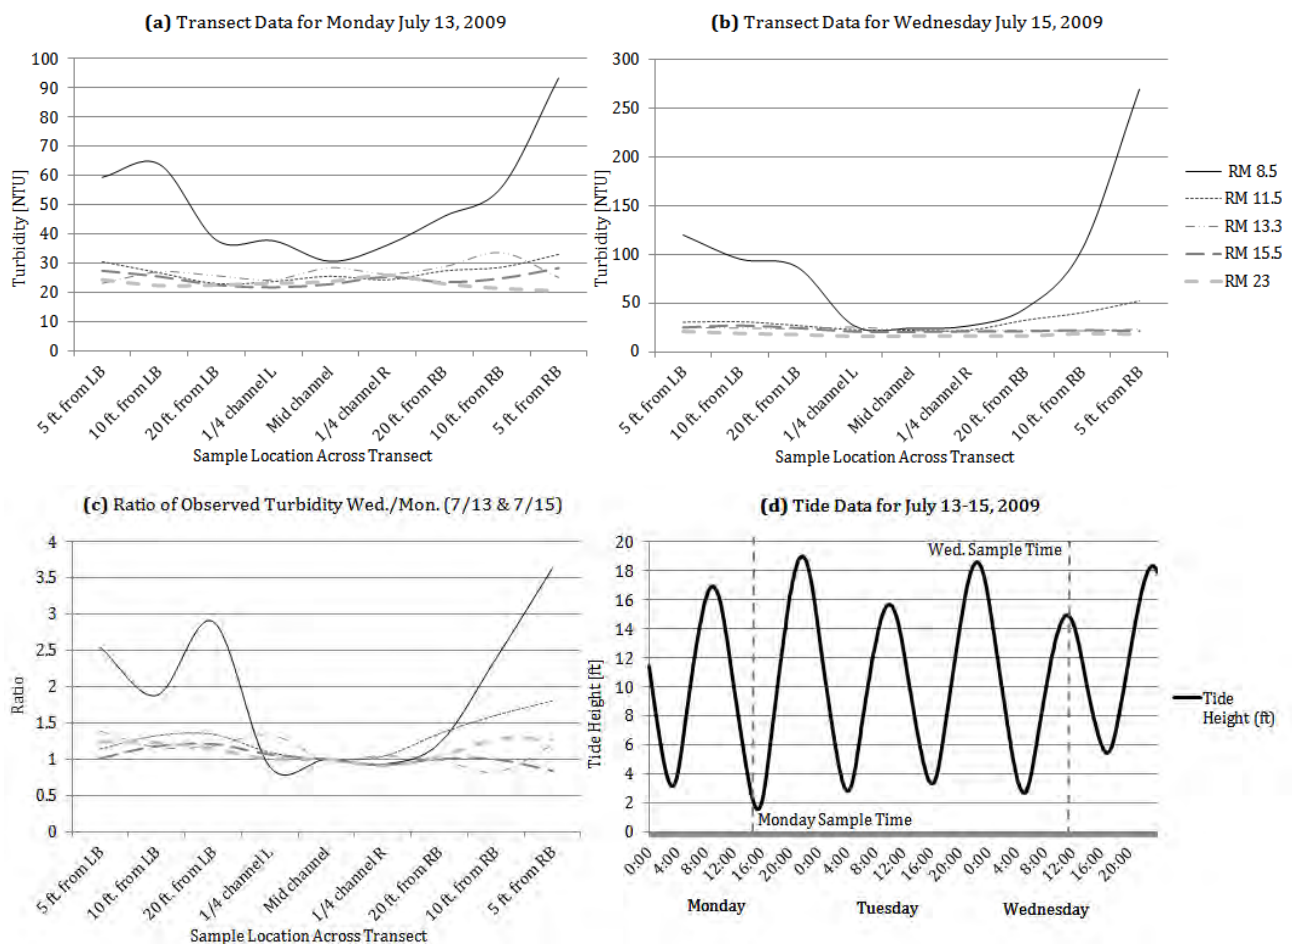 (a) Transect Data for Monday July 13, 2009
100
90
80
70
60
50
40
30
20
10
0
Turbidity [NTU]
5 ft. from LB
10 ft. from LB
20 ft. from LB
1/4 channel L
Mid channel
1/4 channel R
20 ft. from RB
10 ft. from RB
5 ft. from RB
Sample Location Across Transect
(b) Transect Data for Wednesday July 15, 2009
300
250
200
150
100
50
0
Turbidity [NTU]
5 ft. from LB
10 ft. from LB
20 ft. from LB
1/4 channel L
Mid channel
1/4 channel R
20 ft. from RB
10 ft. from RB
5 ft. from RB
Sample Location Across Transect
RM 8.5
RM 11.5
RM 13.3
RM 15.5
RM 23
(c) Ratio of Observed Turbidity Wed./Mon. (7/13 & 7/15)
4
3.5
3
2.5
2
1.5
1
0.5
0
Ratio
5 ft. from LB
10 ft. from LB
20 ft. from LB
1/4 channel L
Mid channel
1/4 channel R
20 ft. from RB
10 ft. from RB
5 ft. from RB
Sample Location Across Transect
(d) Tide Data for July 13-15, 2009
20
18
16
14
12
10
8
6
4
2
0
Tide Height [ft]
Wed. Sample Time
Monday Sample Time
0:00
4:00
8:00
12:00
16:00
20:00
0:00
4:00
8:00
12:00
16:00
20:00
0:00
4:00
8:00
12:00
16:00
20:00
Monday
Tuesday
Wednesday
Tide
Height (ft)